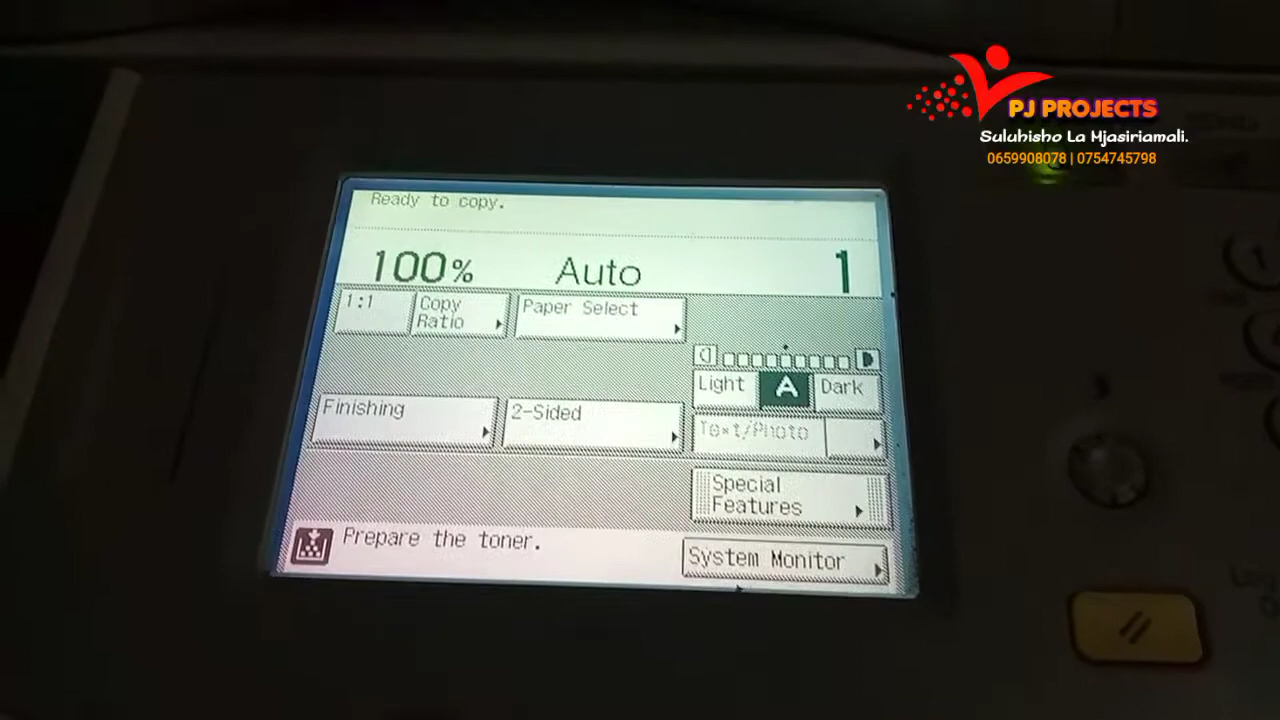 PJ PROJECTS
Suluhisho La Mjasiriamali.
0659908078 | 0754745798
Ready to copy.
100% Auto 1
1:1
Copy
Ratio
Paper Select
Light A Dark
Finishing
2-Sided
Text/Photo
Special
Features
Prepare the toner.
System Monitor